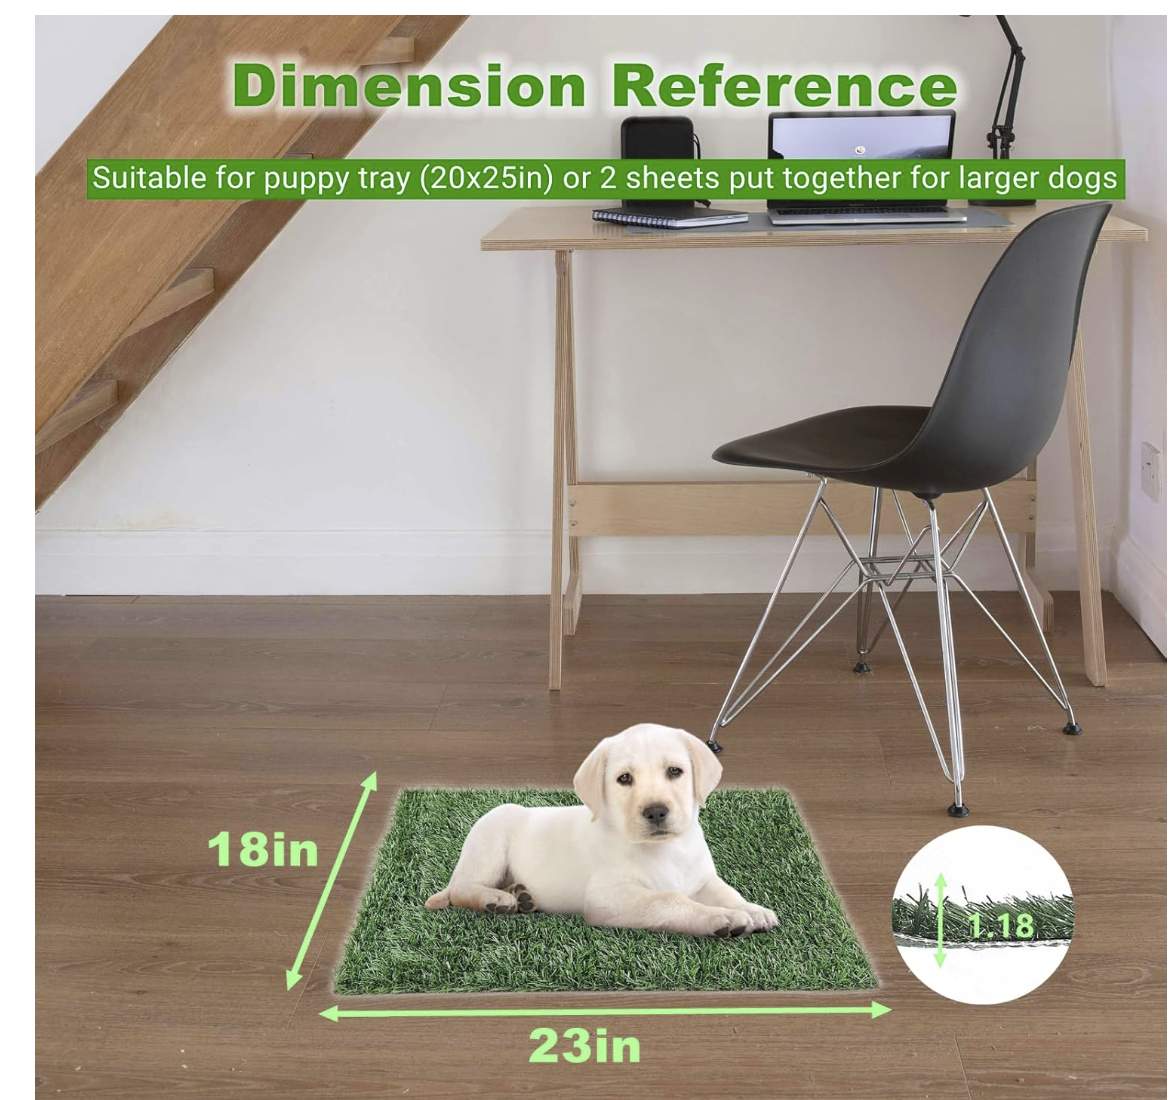 Dimension Reference
Suitable for puppy tray (20x25in) or 2 sheets put together for larger dogs
18in
1.18
23in